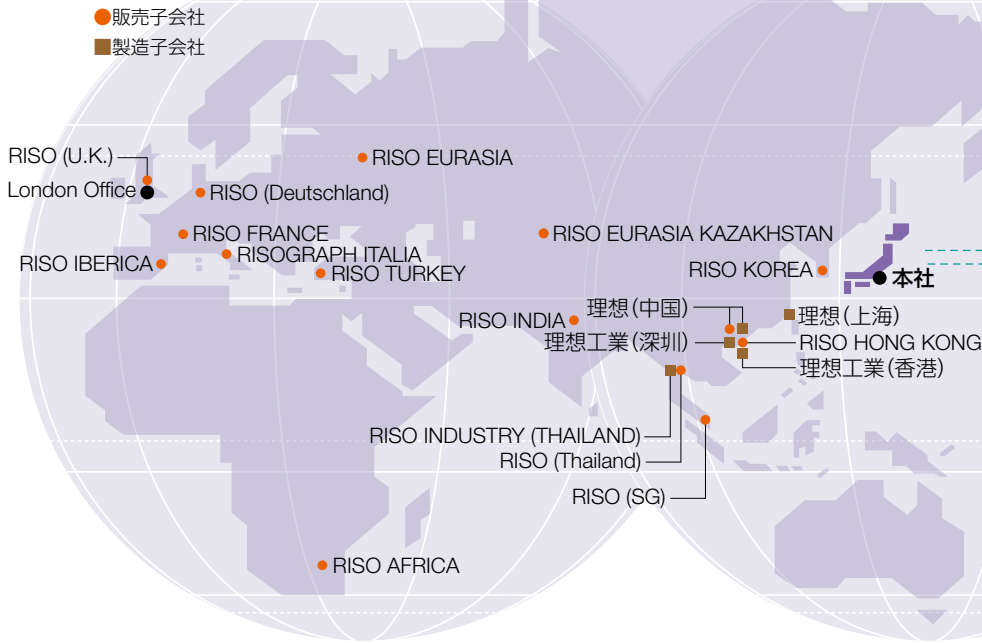 販売子会社
製造子会社
RISO (U.K.)
London Office
RISO EURASIA
RISO (Deutschland)
RISO FRANCE
RISOGRAPH ITALIA
RISO IBERICA
RISO TURKEY
RISO EURASIA KAZAKHSTAN
RISO KOREA
本社
理想(中国)
RISO INDIA
理想(上海)
理想工業(深圳)
RISO HONG KONG
理想工業(香港)
RISO INDUSTRY (THAILAND)
RISO (Thailand)
RISO (SG)
RISO AFRICA